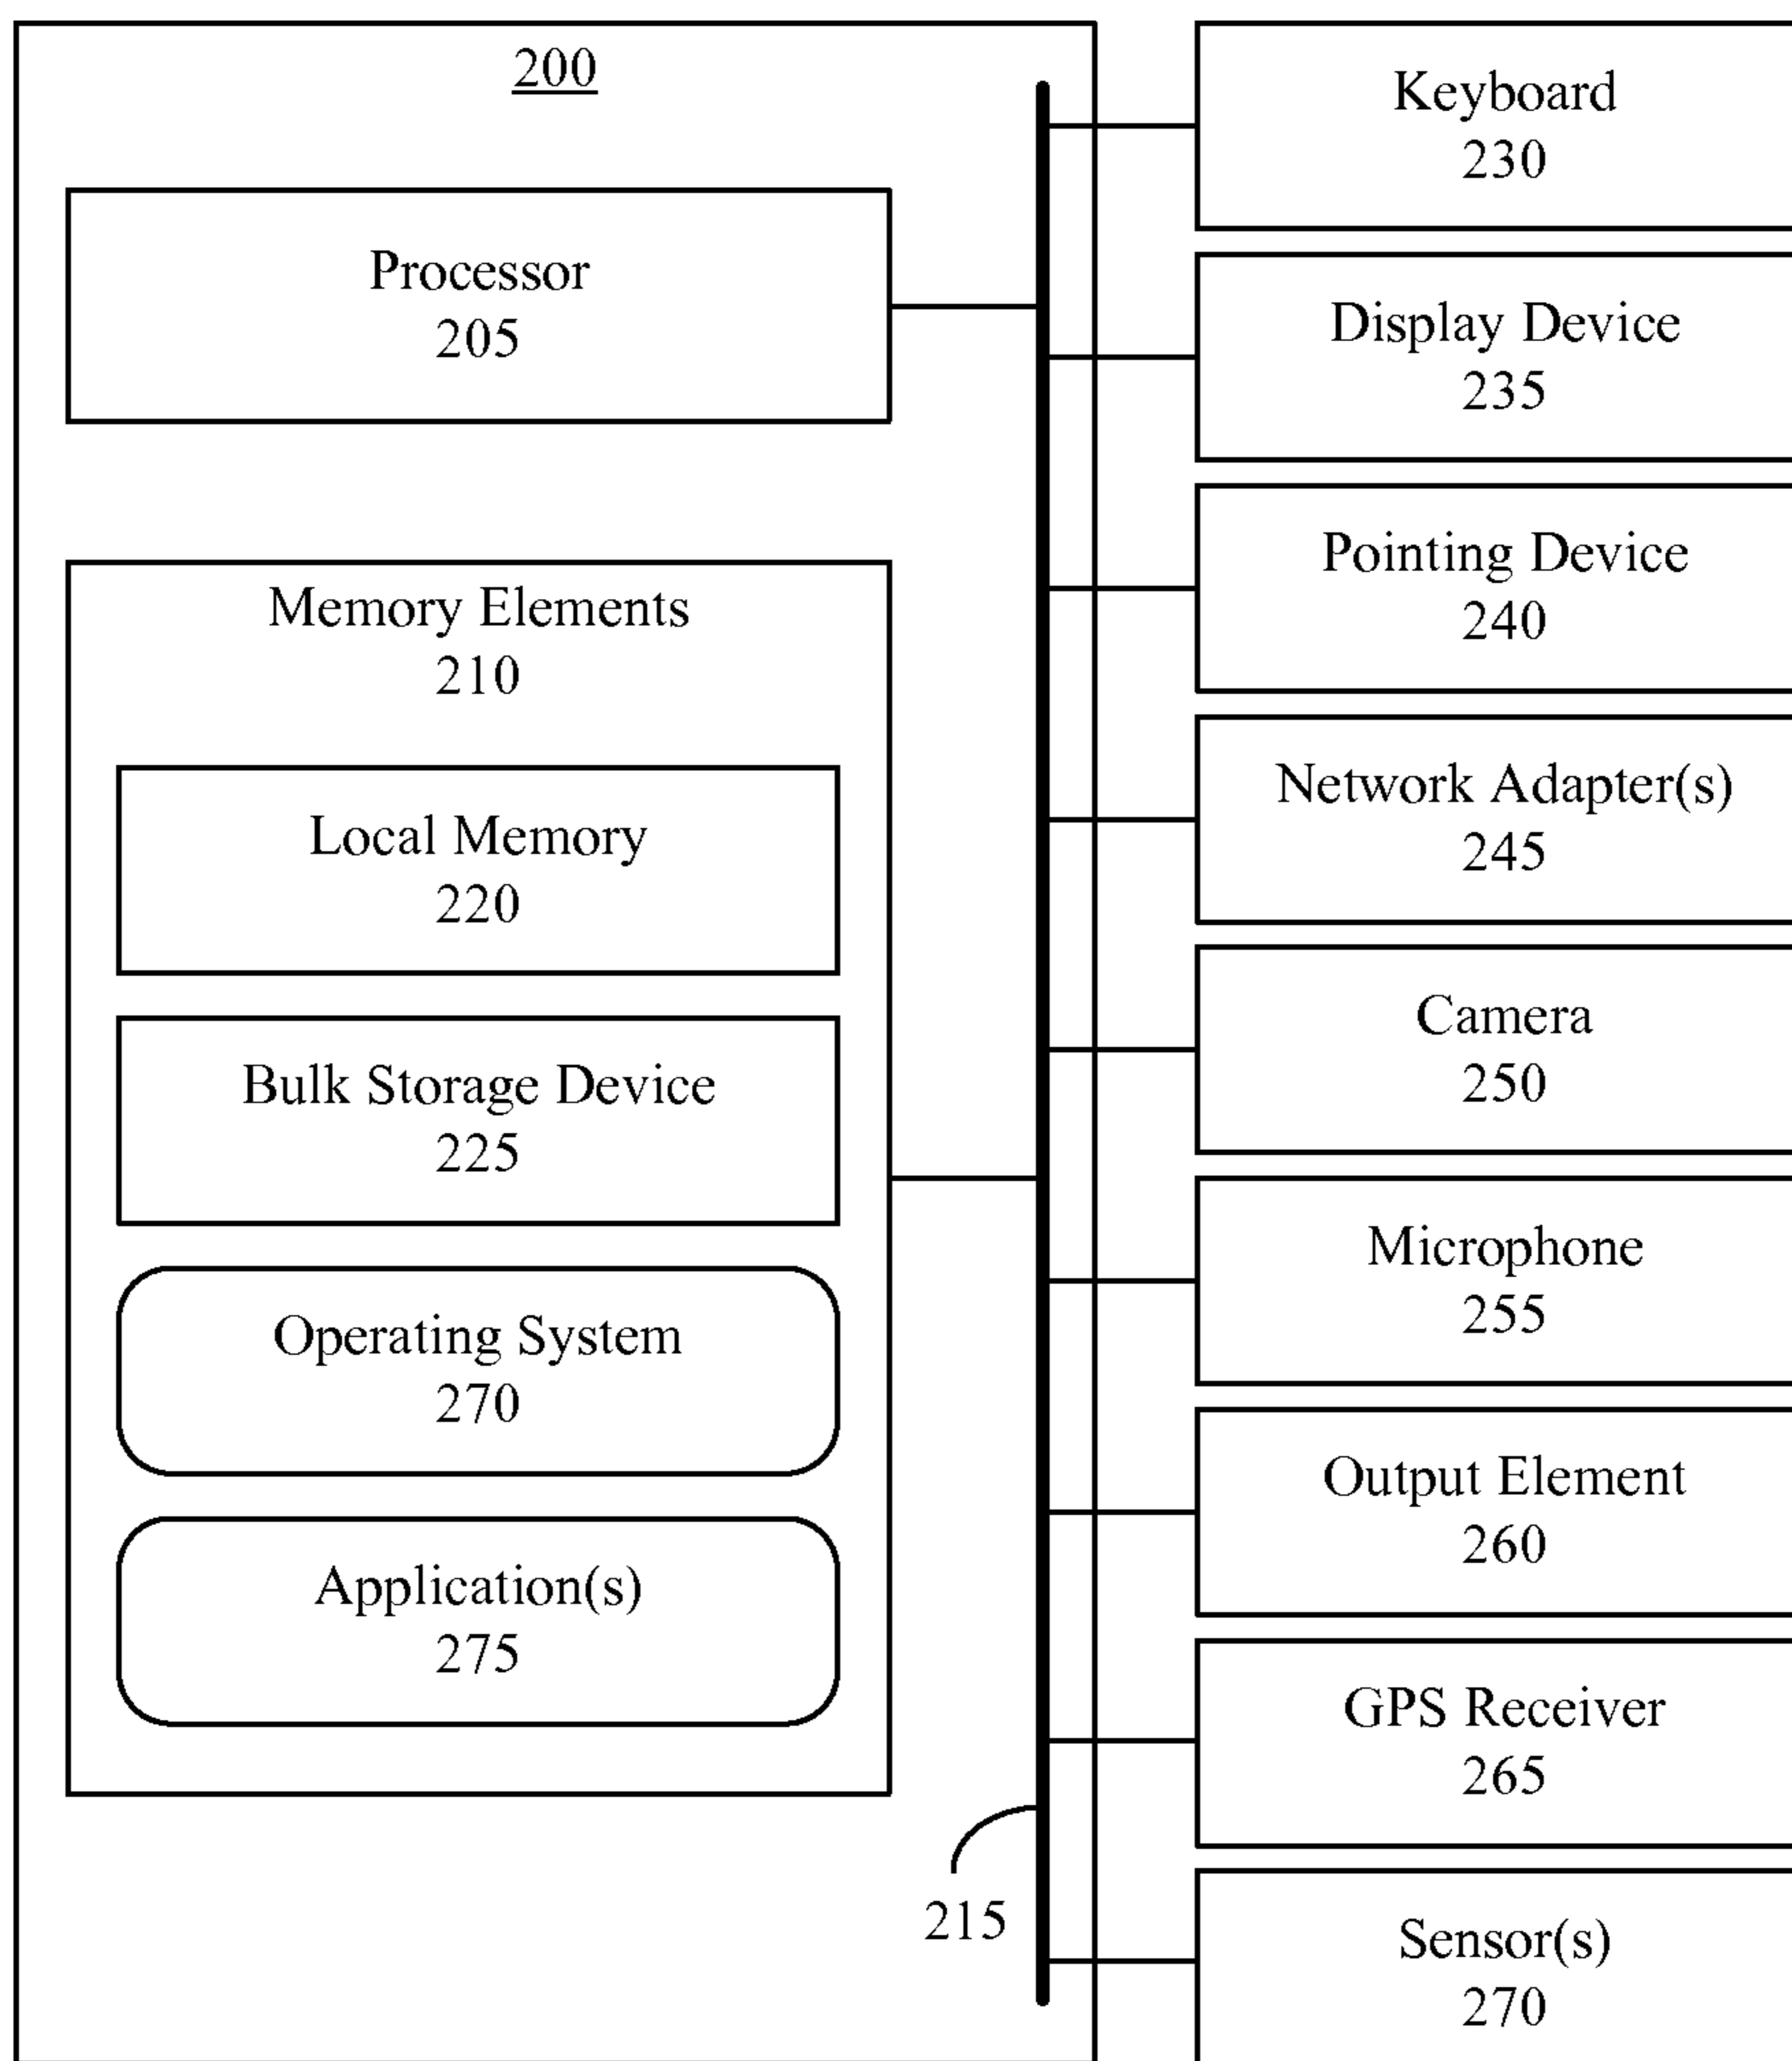 200
Processor
205
Memory Elements
210
Local Memory
220
Bulk Storage Device
225
Operating System
270
Application(s)
275
215
Keyboard
230
Display Device
235
Pointing Device
240
Network Adapter(s)
245
Camera
250
Microphone
255
Output Element
260
GPS Receiver
265
Sensor(s)
270